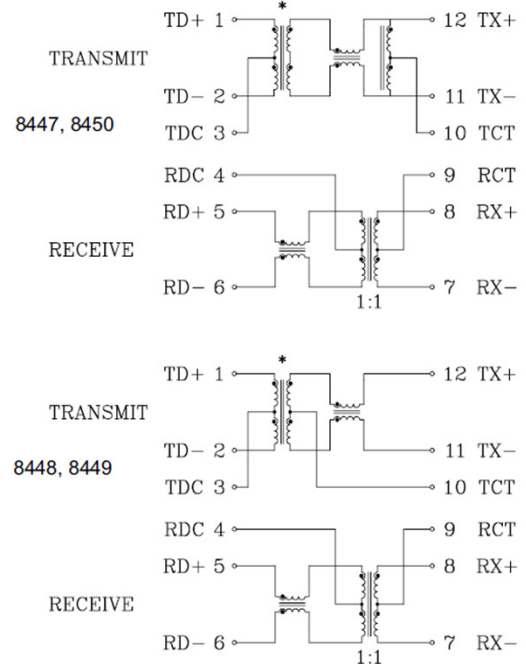 TD+ 1 * 12 TX+
TRANSMIT
TD- 2 11 TX-
8447, 8450
TDC 3 10 TCT
RDC 4 9 RCT
RD+ 5 8 RX+
RECEIVE
RD- 6 7 RX-
1:1
TD+ 1 * 12 TX+
TRANSMIT
TD- 2 11 TX-
8448, 8449
TDC 3 10 TCT
RDC 4 9 RCT
RD+ 5 8 RX+
RECEIVE
RD- 6 7 RX-
1:1